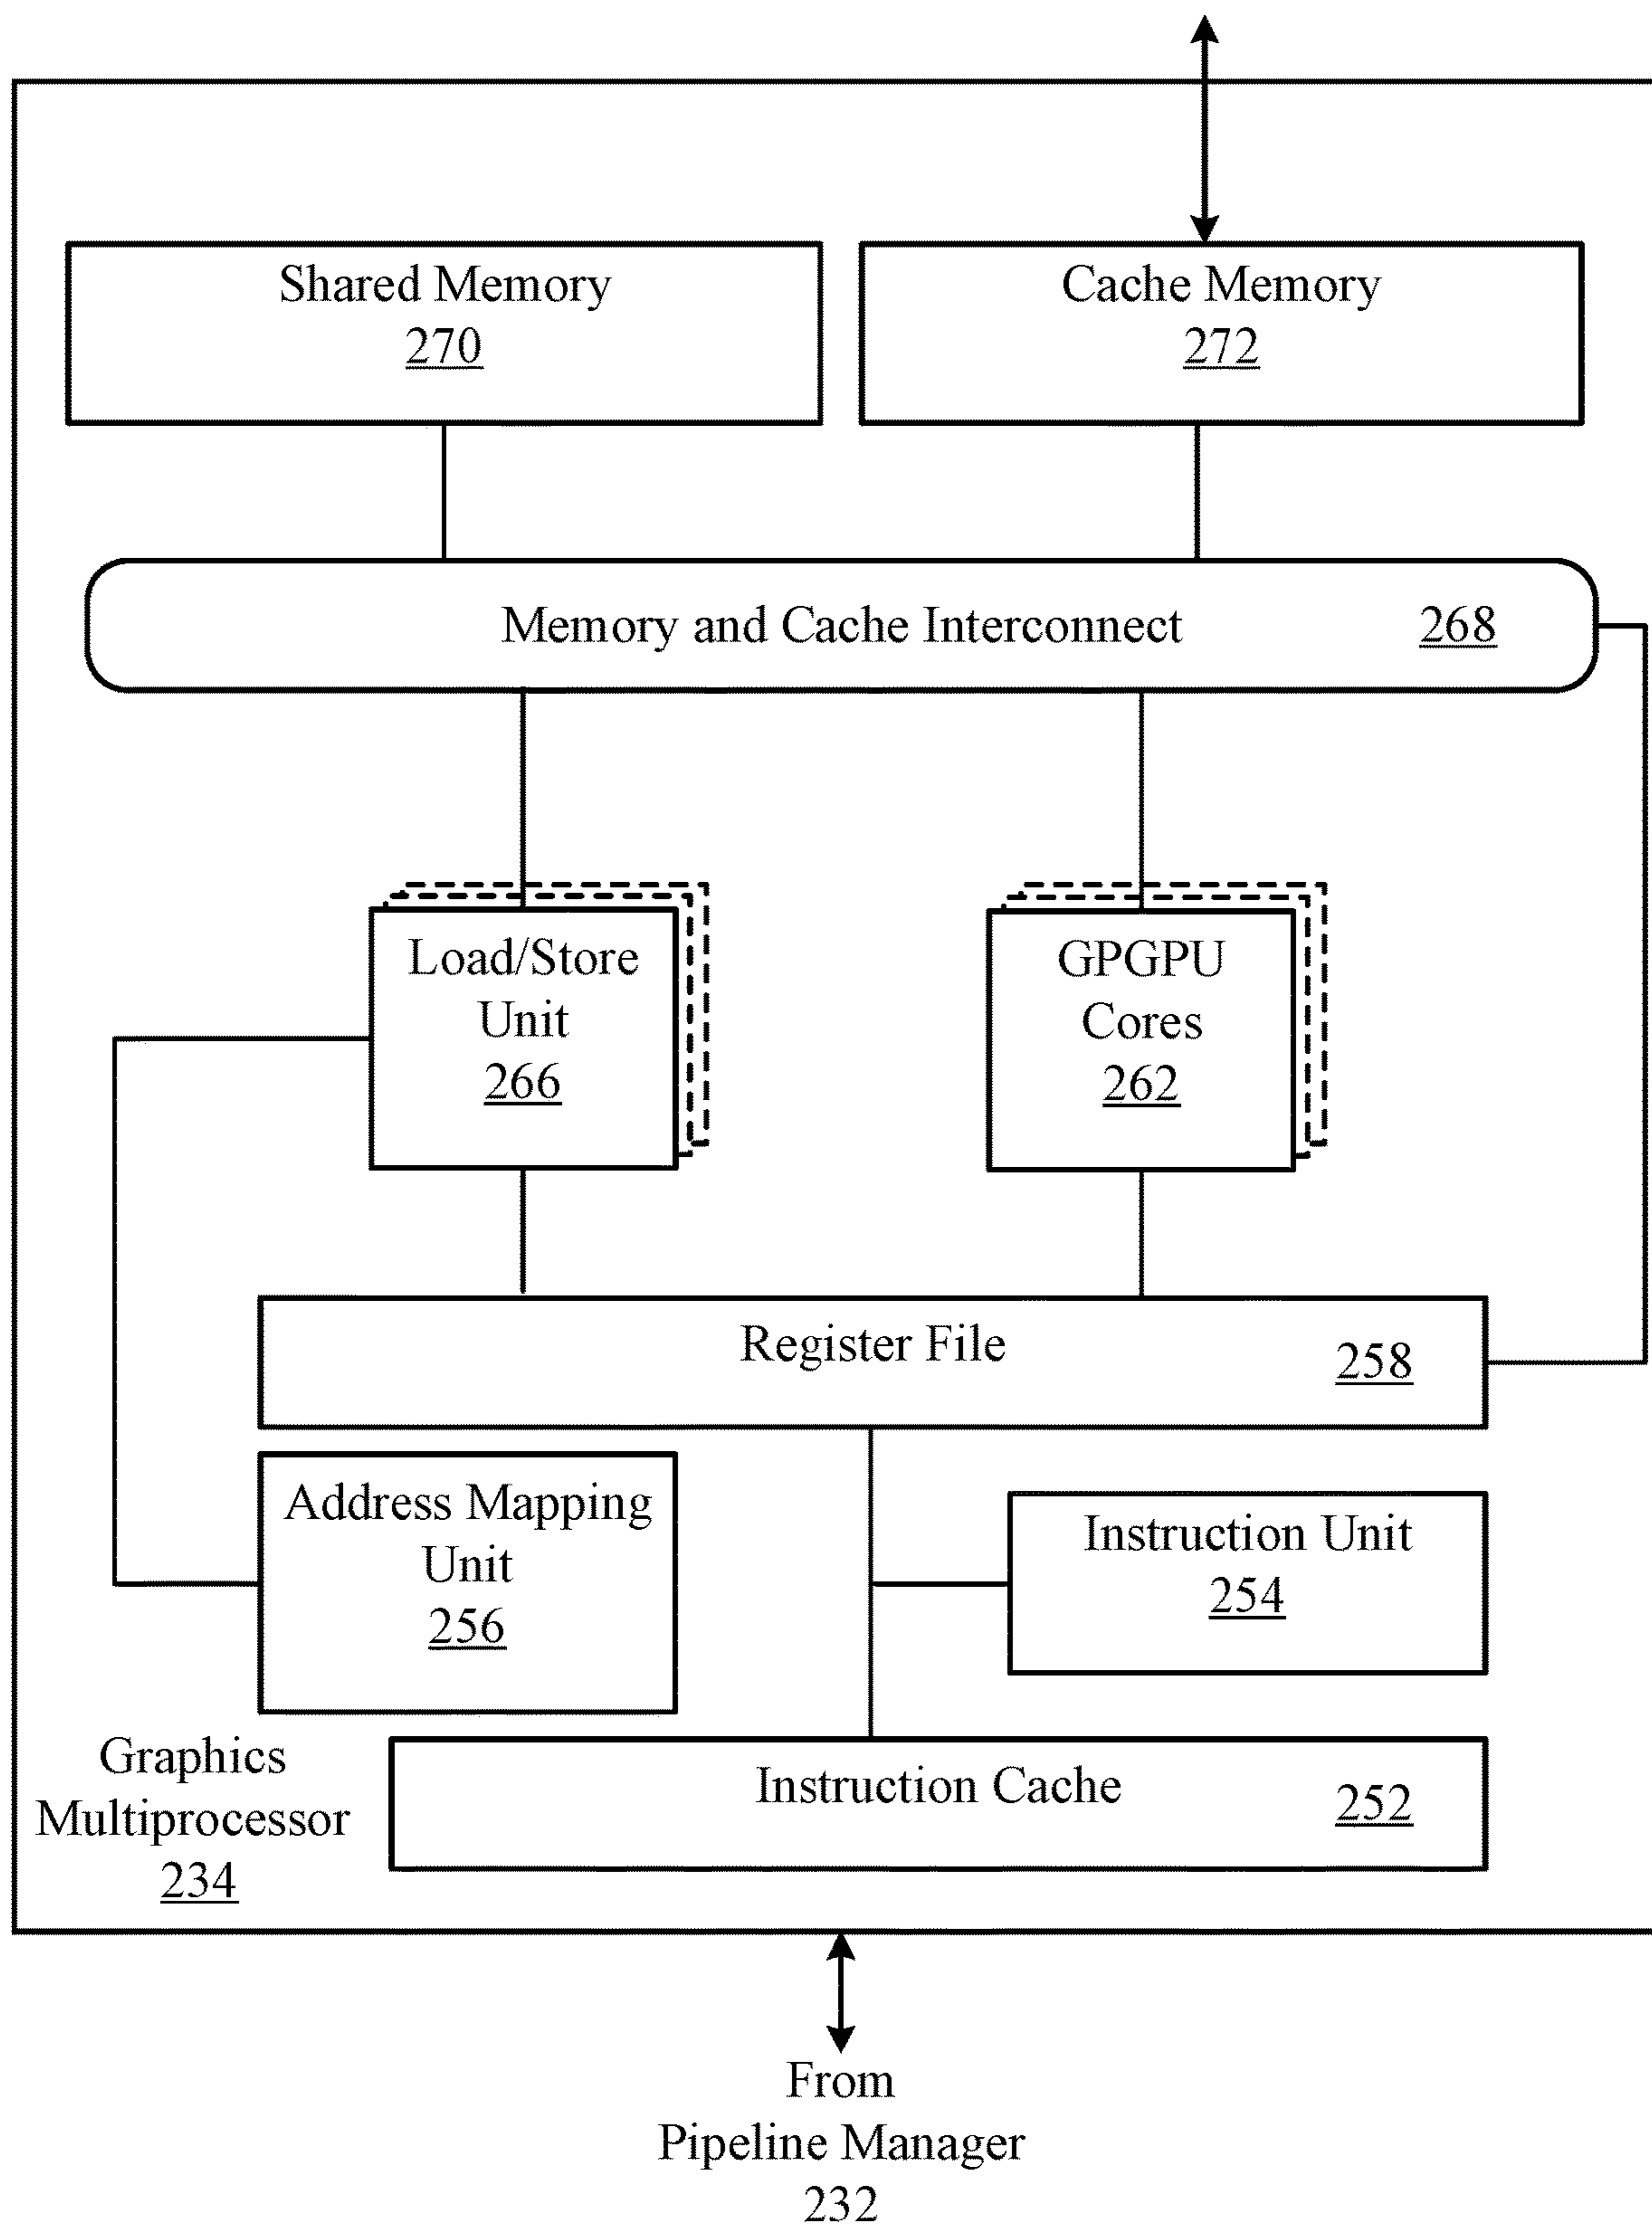 Shared Memory
270
Cache Memory
272
Memory and Cache Interconnect 268
Load/Store
Unit
266
GPGPU
Cores
262
Register File 258
Address Mapping
Unit
256
Instruction Unit
254
Graphics
Multiprocessor
234
Instruction Cache 252
From
Pipeline Manager
232